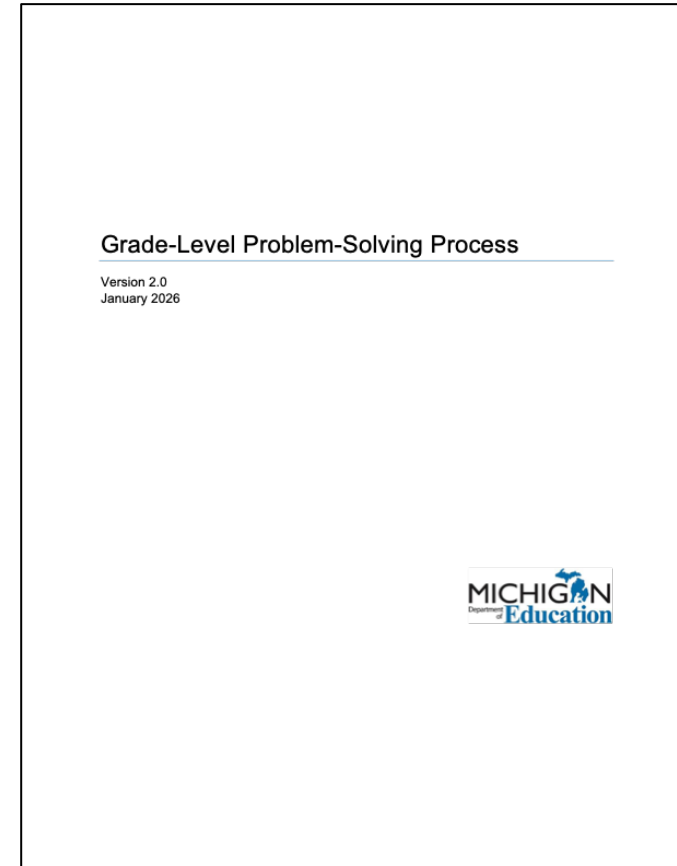 Grade-Level Problem-Solving Process
Version 2.0
January 2026
MICHIGAN
Department
of Education